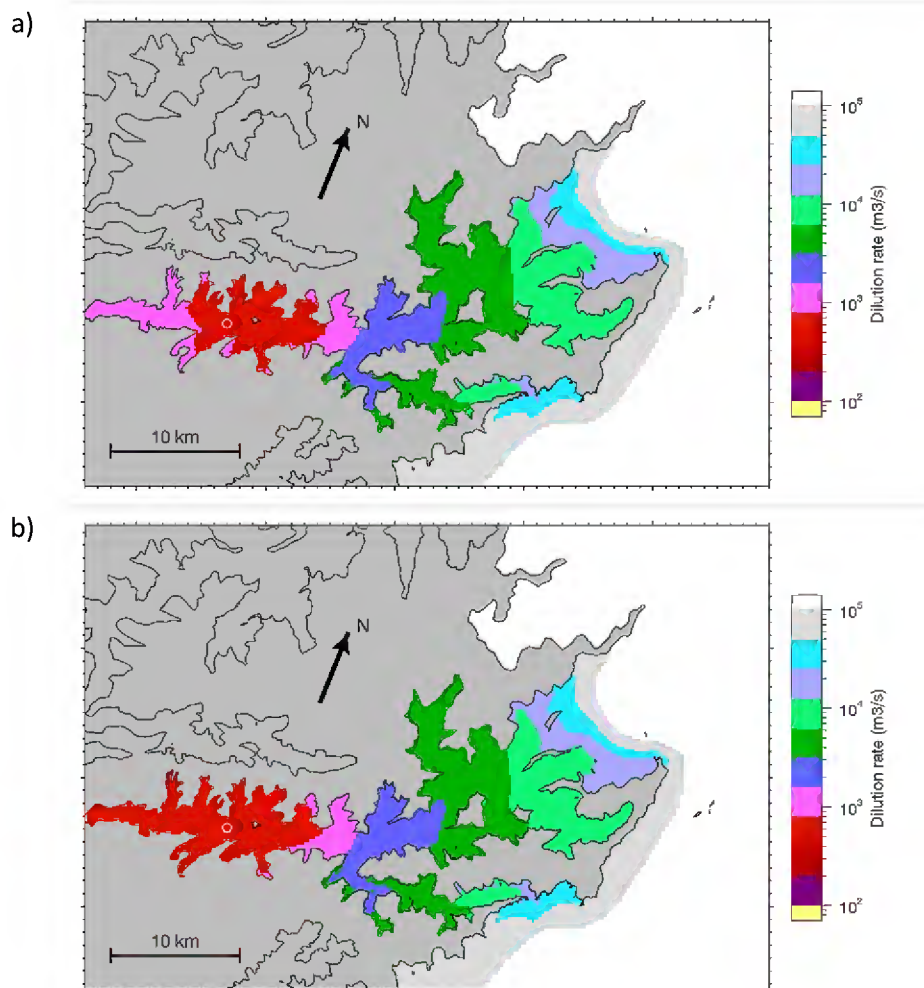 a)
N
10 km
10⁵
10⁴
10³
10²
Dilution rate (m3/s)
b)
N
10 km
10⁵
10⁴
10³
10²
Dilution rate (m3/s)